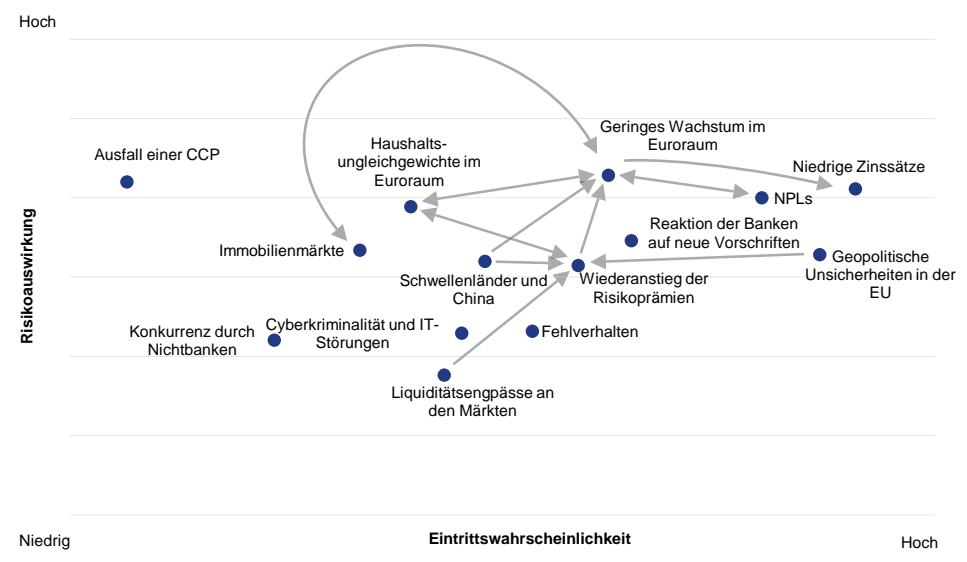 Hoch
Geringes Wachstum im
Euroraum
Haushalts-
ungleichgewichte im
Euroraum
Ausfall einer CCP
Niedrige Zinssätze
NPLs
Reaktion der Banken
auf neue Vorschriften
Immobilienmärkte
Geopolitische
Unsicherheiten in der
EU
Schwellenländer und
China
Wiederanstieg der
Risikoprämien
Risikoauswirkung
Konkurrenz durch
Nichtbanken
Cyberkriminalität und IT-
Störungen
Fehlverhalten
Liquiditätsengpässe an
den Märkten
Niedrig
Eintrittswahrscheinlichkeit
Hoch